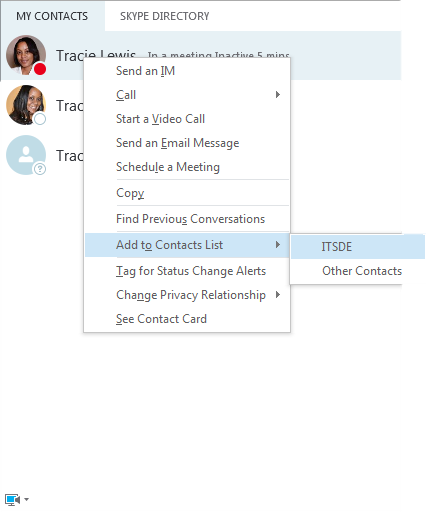 MY CONTACTS SKYPE DIRECTORY
Tracie Lewis In a meeting Inactive 5 mins
Send an IM
Call
Start a Video Call
Send an Email Message
Schedule a Meeting
Copy
Find Previous Conversations
Add to Contacts List
ITSDE
Other Contacts
Tag for Status Change Alerts
Change Privacy Relationship
See Contact Card
Trac
Trac